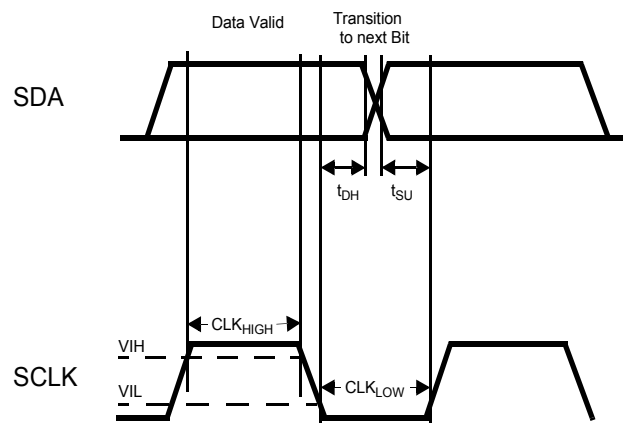 Data Valid
Transition
to next Bit
SDA
tDH
tSU
CLKHIGH
VIH
SCLK
VIL
CLKLOW